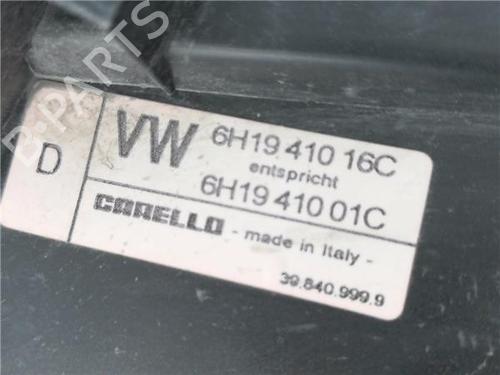 B-PARTS
D
VW
6H19 410 16C
entspricht
6H19 410 01C
CARELLO - made in Italy -
39.840.999.9